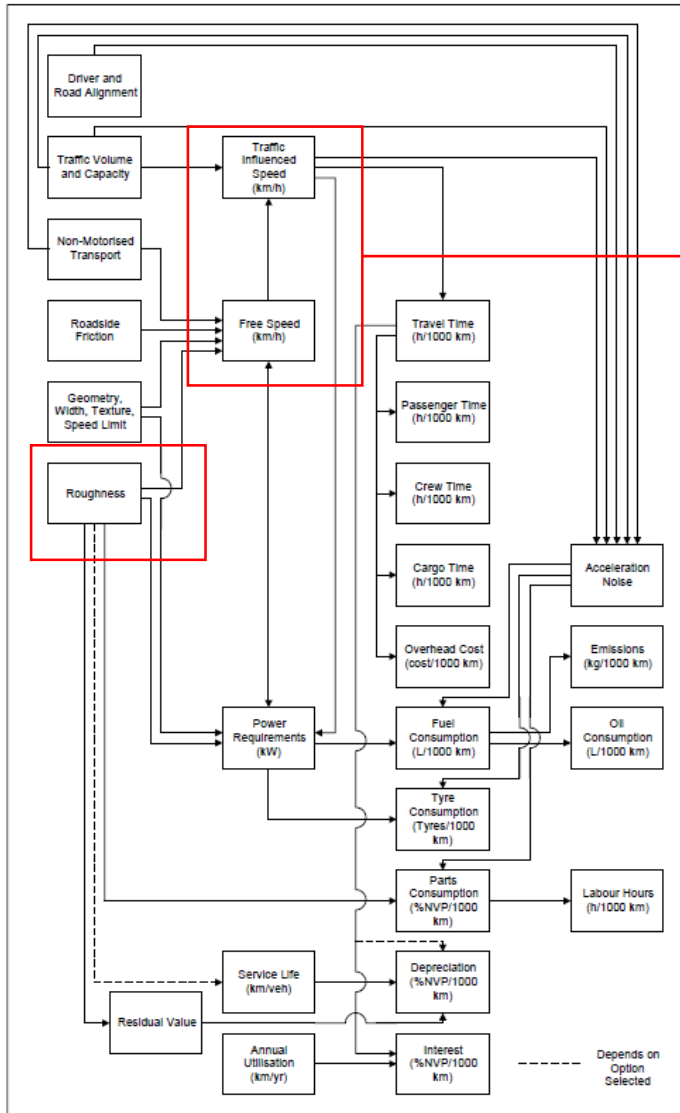 Driver and
Road Alignment
Traffic Volume
and Capacity
Traffic
Influenced
Speed
(km/h)
Non-Motorised
Transport
Roadside
Friction
Free Speed
(km/h)
Travel Time
(h/1000 km)
Geometry,
Width, Texture,
Speed Limit
Passenger Time
(h/1000 km)
Roughness
Crew Time
(h/1000 km)
Cargo Time
(h/1000 km)
Acceleration
Noise
Overhead Cost
(cost/1000 km)
Emissions
(kg/1000 km)
Power
Requirements
(kW)
Fuel
Consumption
(L/1000 km)
Oil
Consumption
(L/1000 km)
Tyre
Consumption
(Tyres/1000
km)
Parts
Consumption
(%NVP/1000
km)
Labour Hours
(h/1000 km)
Service Life
(km/veh)
Depreciation
(%NVP/1000
km)
Residual Value
Annual
Utilisation
(km/yr)
Interest
(%NVP/1000
km)
Depends on
Option
Selected